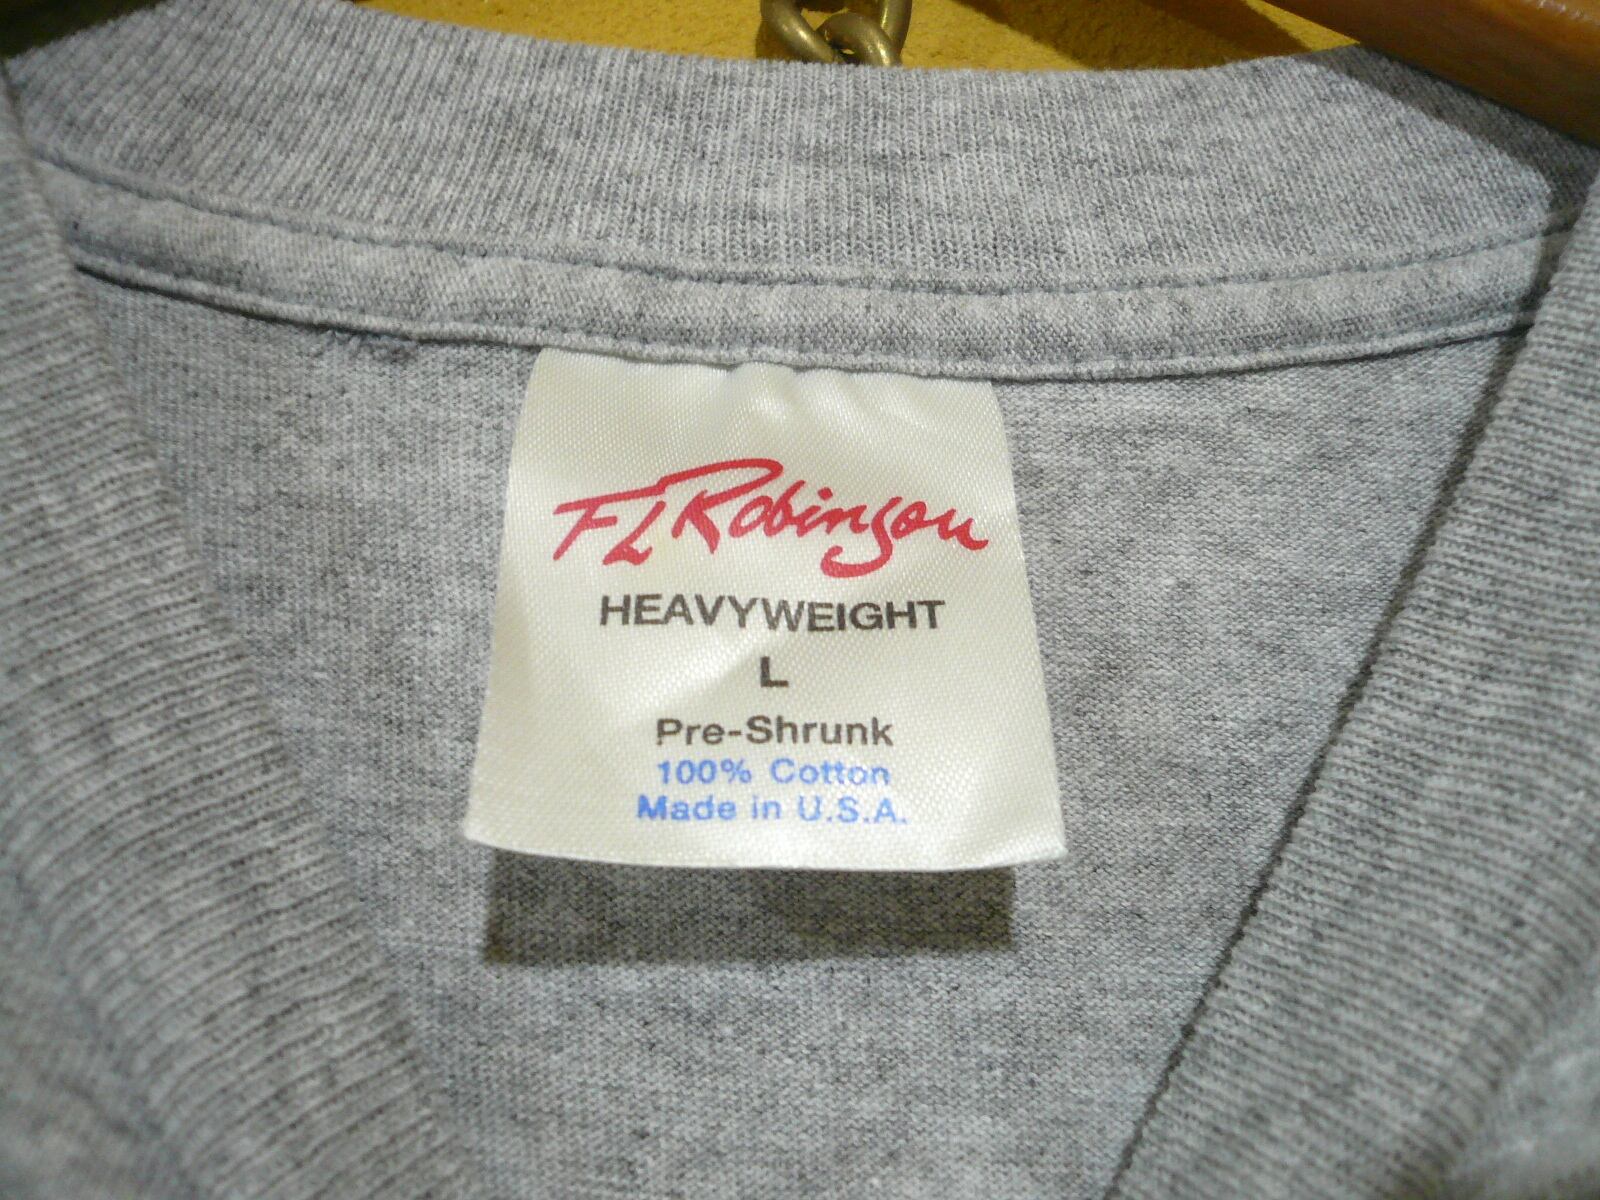 FL Robinson
HEAVYWEIGHT
L
Pre-Shrunk
100% Cotton
Made in U.S.A.